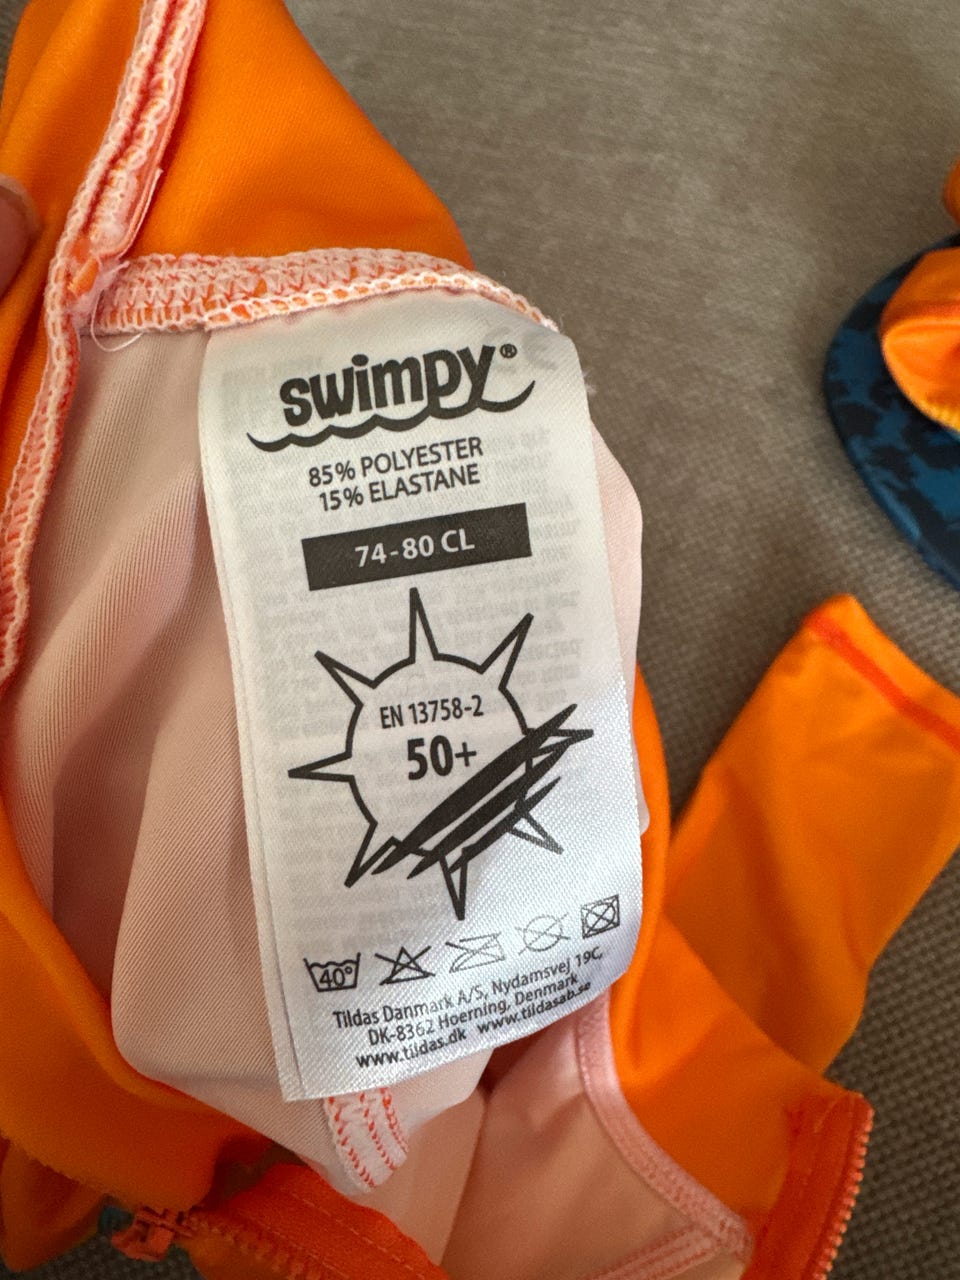 swimpy®
85% POLYESTER
15% ELASTANE
74-80 CL
EN 13758-2
50+
40°
Tildas Danmark A/S, Nydamsvej 19C,
DK-8362 Hoerning, Denmark
www.tildas.dk www.tildasab.se